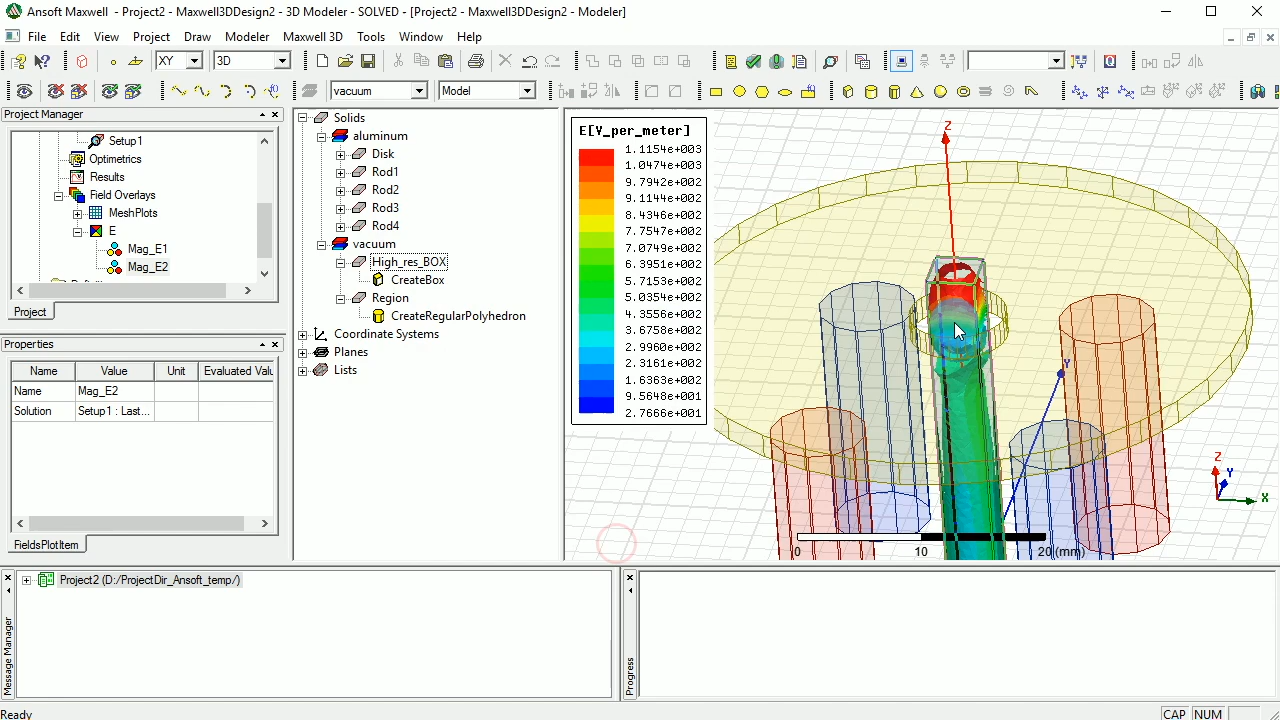 Ansoft Maxwell - Project2 - Maxwell3DDesign2 - 3D Modeler - SOLVED - [Project2 - Maxwell3DDesign2 - Modeler]
File Edit View Project Draw Modeler Maxwell 3D Tools Window Help
XY 3D
vacuum Model
Project Manager
Setup1
Optimetrics
Results
Field Overlays
MeshPlots
E
Mag_E1
Mag_E2
Project
Properties
Name Value Unit Evaluated Valu
Name Mag_E2
Solution Setup1 : Last...
FieldsPlotItem
Solids
aluminum
Disk
Rod1
Rod2
Rod3
Rod4
vacuum
High_res_BOX
CreateBox
Region
CreateRegularPolyhedron
Coordinate Systems
Planes
Lists
E[V_per_meter]
1.1154e+003
1.0474e+003
9.7942e+002
9.1144e+002
8.4346e+002
7.7547e+002
7.0749e+002
6.3951e+002
5.7153e+002
5.0354e+002
4.3556e+002
3.6758e+002
2.9960e+002
2.3161e+002
1.6363e+002
9.5648e+001
2.7666e+001
Z
Y
Z
Y
X
0 10 20 (mm)
Message Manager
Project2 (D:/ProjectDir_Ansoft_temp/)
Progress
Ready
CAP NUM